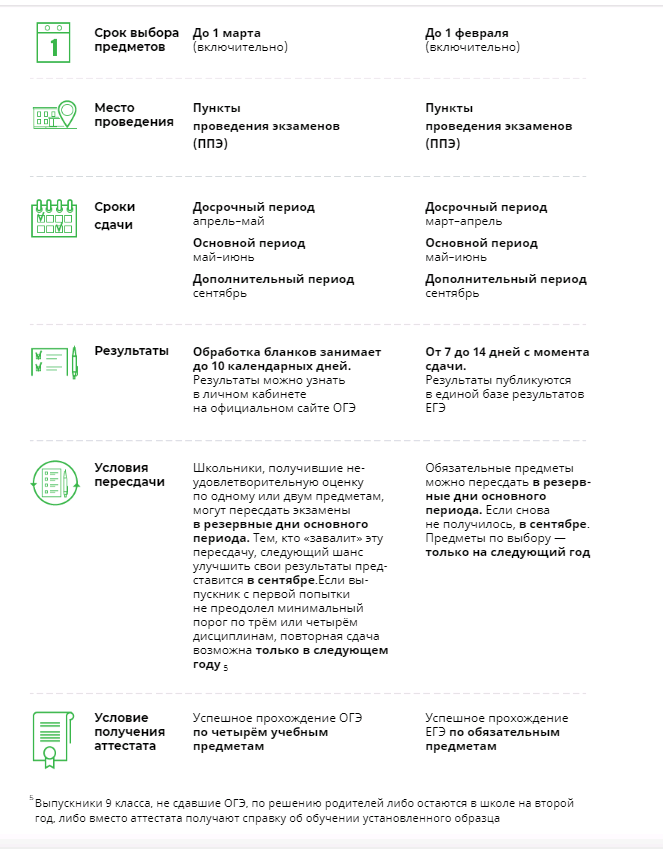 1
Срок выбора
предметов
До 1 марта
(включительно)
До 1 февраля
(включительно)
Место
проведения
Пункты
проведения экзаменов
(ППЭ)
Пункты
проведения экзаменов
(ППЭ)
Сроки
сдачи
Досрочный период
апрель–май
Основной период
май–июнь
Дополнительный период
сентябрь
Досрочный период
март–апрель
Основной период
май–июнь
Дополнительный период
сентябрь
Результаты
Обработка бланков занимает
до 10 календарных дней.
Результаты можно узнать
в личном кабинете
на официальном сайте ОГЭ
От 7 до 14 дней с момента
сдачи.
Результаты публикуются
в единой базе результатов
ЕГЭ
Условия
пересдачи
Школьники, получившие не-
удовлетворительную оценку
по одному или двум предметам,
могут пересдать экзамены
в резервные дни основного
периода. Тем, кто «завалит» эту
пересдачу, следующий шанс
улучшить свои результаты пред-
ставится в сентябре.Если вы-
пускник с первой попытки
не преодолел минимальный
порог по трём или четырём
дисциплинам, повторная сдача
возможна только в следующем
году 5
Обязательные предметы
можно пересдать в резерв-
ные дни основного
периода. Если снова
не получилось, в сентябре.
Предметы по выбору —
только на следующий год
Условие
получения
аттестата
Успешное прохождение ОГЭ
по четырём учебным
предметам
Успешное прохождение
ЕГЭ по обязательным
предметам
5 Выпускники 9 класса, не сдавшие ОГЭ, по решению родителей либо остаются в школе на второй
год, либо вместо аттестата получают справку об обучении установленного образца